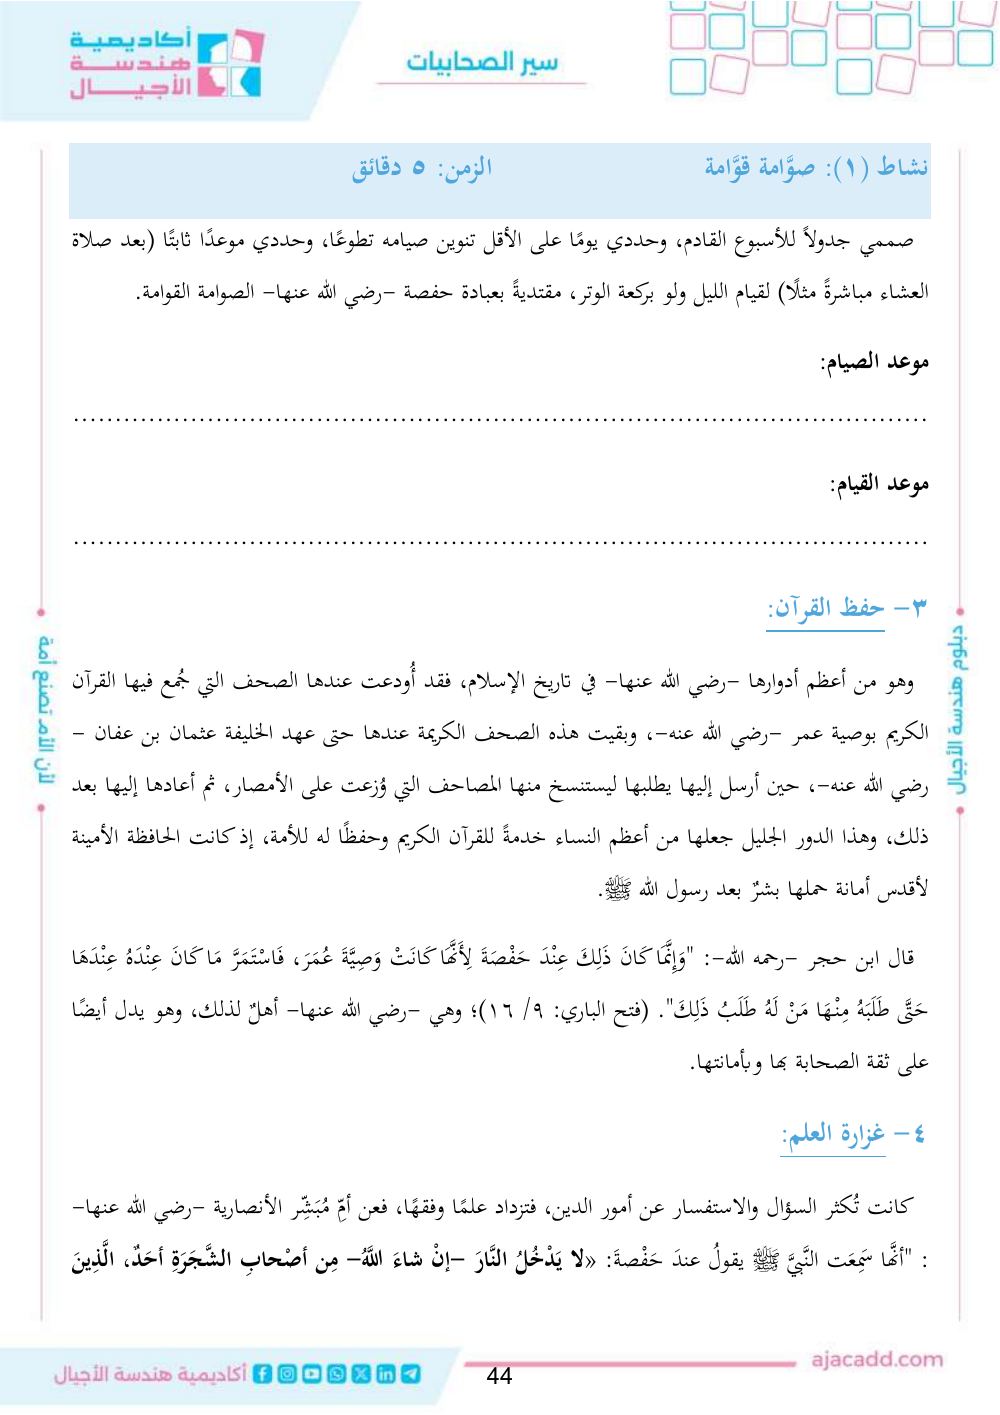 أكاديمية
هندسة
الأجيال
سير الصحابيات
نشاط (١): صوَّامة قوَّامة
الزمن: ٥ دقائق
صممي جدولاً للأسبوع القادم، وحددي يومًا على الأقل تنوين صيامه تطوعًا، وحددي موعدًا ثابتًا (بعد صلاة
العشاء مباشرةً مثلًا) لقيام الليل ولو بركعة الوتر، مقتديةً بعبادة حفصة –رضي الله عنها– الصوامة القوامة.
موعد الصيام:
......................................................................................................
موعد القيام:
......................................................................................................
٣– حفظ القرآن:
وهو من أعظم أدوارها –رضي الله عنها– في تاريخ الإسلام، فقد أُودعت عندها الصحف التي جُمع فيها القرآن
الكريم بوصية عمر –رضي الله عنه–، وبقيت هذه الصحف الكريمة عندها حتى عهد الخليفة عثمان بن عفان –
رضي الله عنه–، حين أرسل إليها يطلبها ليستنسخ منها المصاحف التي وُزعت على الأمصار، ثم أعادها إليها بعد
ذلك، وهذا الدور الجليل جعلها من أعظم النساء خدمةً للقرآن الكريم وحفظًا له للأمة، إذ كانت الحافظة الأمينة
لأقدس أمانة حملها بشرٌ بعد رسول الله ﷺ.
قال ابن حجر –رحمه الله–: "وَإِنَّمَا كَانَ ذَلِكَ عِنْدَ حَفْصَةَ لِأَنَّهَا كَانَتْ وَصِيَّةَ عُمَرَ، فَاسْتَمَرَّ مَا كَانَ عِنْدَهُ عِنْدَهَا
حَتَّى طَلَبَهُ مِنْهَا مَنْ لَهُ طَلَبُ ذَلِكَ". (فتح الباري: ٩/ ١٦)؛ وهي –رضي الله عنها– أهلٌ لذلك، وهو يدل أيضًا
على ثقة الصحابة بها وبأمانتها.
٤– غزارة العلم:
كانت تُكثر السؤال والاستفسار عن أمور الدين، فتزداد علمًا وفقهًا، فعن أمِّ مُبَشِّر الأنصارية –رضي الله عنها–
: "أنَّها سَمِعَت النَّبيَّ ﷺ يقولُ عندَ حَفْصةَ: «لا يَدْخُلُ النَّارَ –إنْ شاءَ اللَّهُ– مِن أصْحابِ الشَّجَرَةِ أحَدٌ، الَّذِينَ
دبلوم هندسة الأجيال
لأن الأم تصنع أمة
أكاديمية هندسة الأجيال
44
ajacadd.com